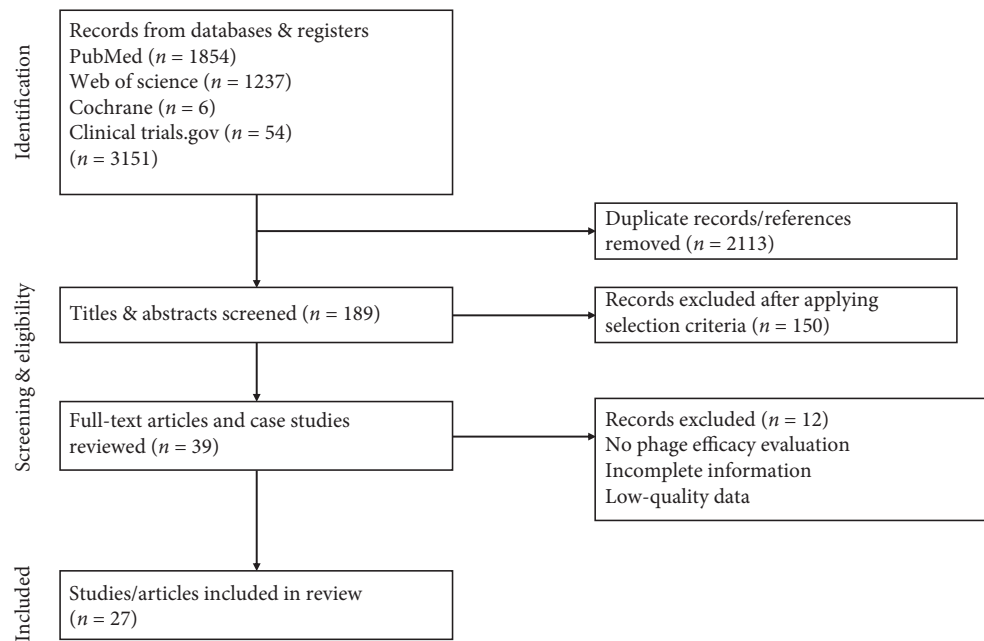 Identification
Records from databases & registers
PubMed (n = 1854)
Web of science (n = 1237)
Cochrane (n = 6)
Clinical trials.gov (n = 54)
(n = 3151)
Duplicate records/references
removed (n = 2113)
Screening & eligibility
Titles & abstracts screened (n = 189)
Records excluded after applying
selection criteria (n = 150)
Full-text articles and case studies
reviewed (n = 39)
Records excluded (n = 12)
No phage efficacy evaluation
Incomplete information
Low-quality data
Included
Studies/articles included in review
(n = 27)